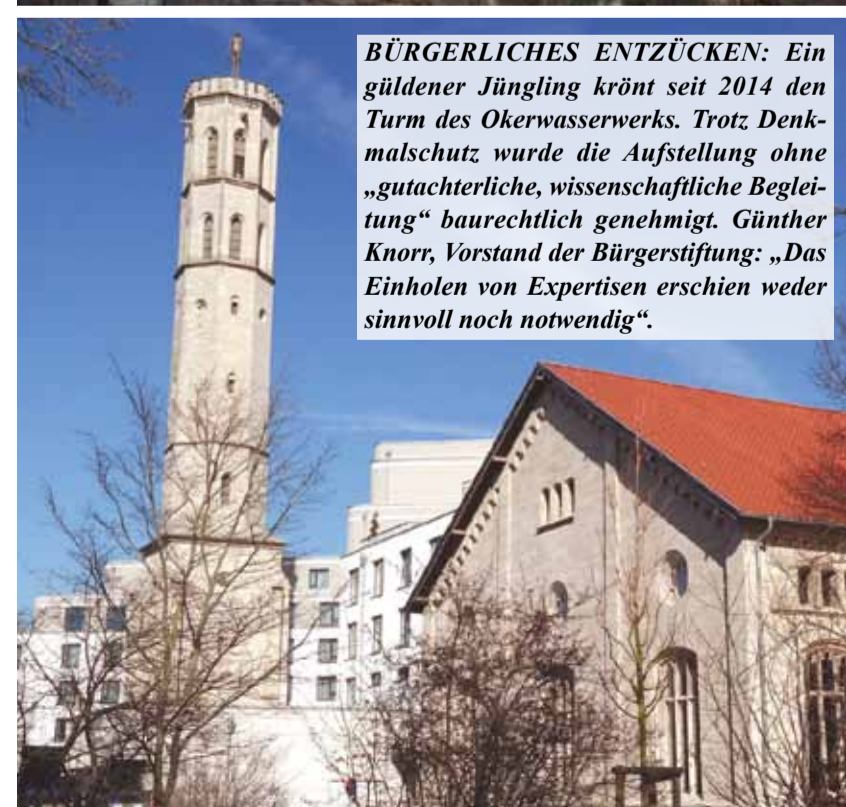 BÜRGERLICHES ENTZÜCKEN: Ein
güldener Jüngling krönt seit 2014 den
Turm des Okerwasserwerks. Trotz Denk-
malschutz wurde die Aufstellung ohne
„gutachterliche, wissenschaftliche Beglei-
tung“ baurechtlich genehmigt. Günther
Knorr, Vorstand der Bürgerstiftung: „Das
Einholen von Expertisen erschien weder
sinnvoll noch notwendig“.